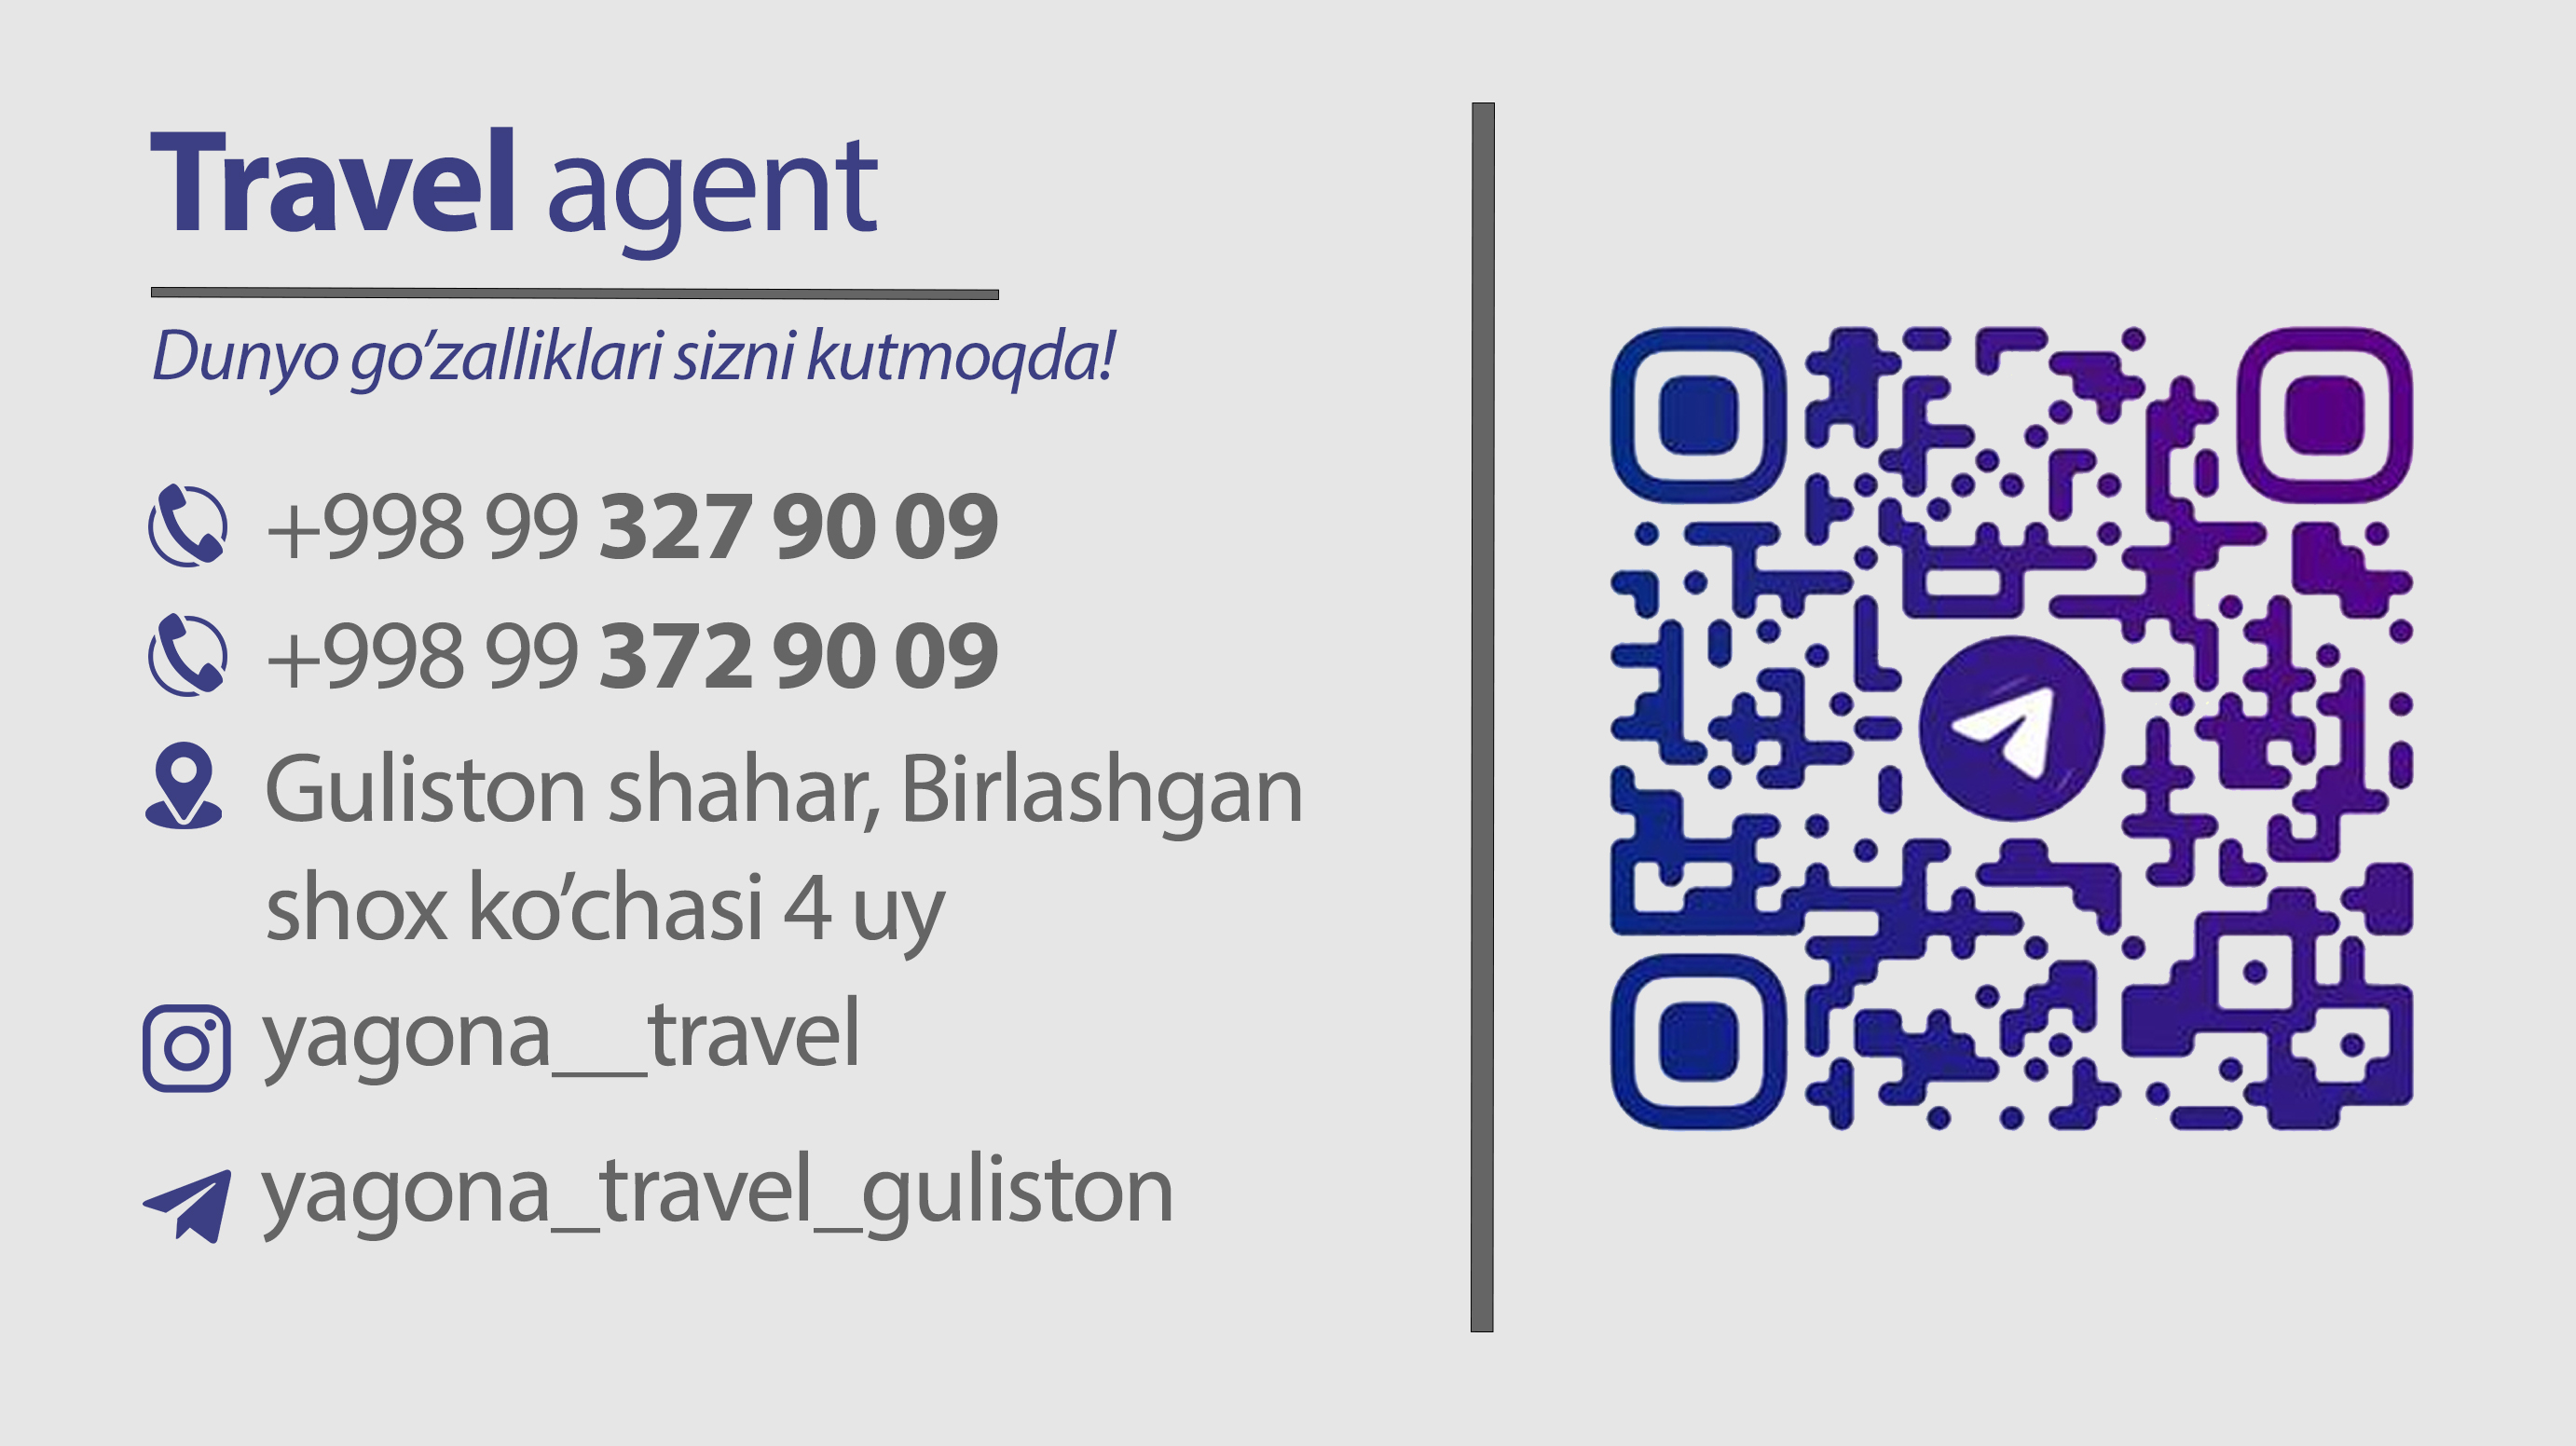 Travel agent
Dunyo go’zalliklari sizni kutmoqda!
+998 99 327 90 09
+998 99 372 90 09
Guliston shahar, Birlashgan
shox ko’chasi 4 uy
yagona__travel
yagona_travel_guliston